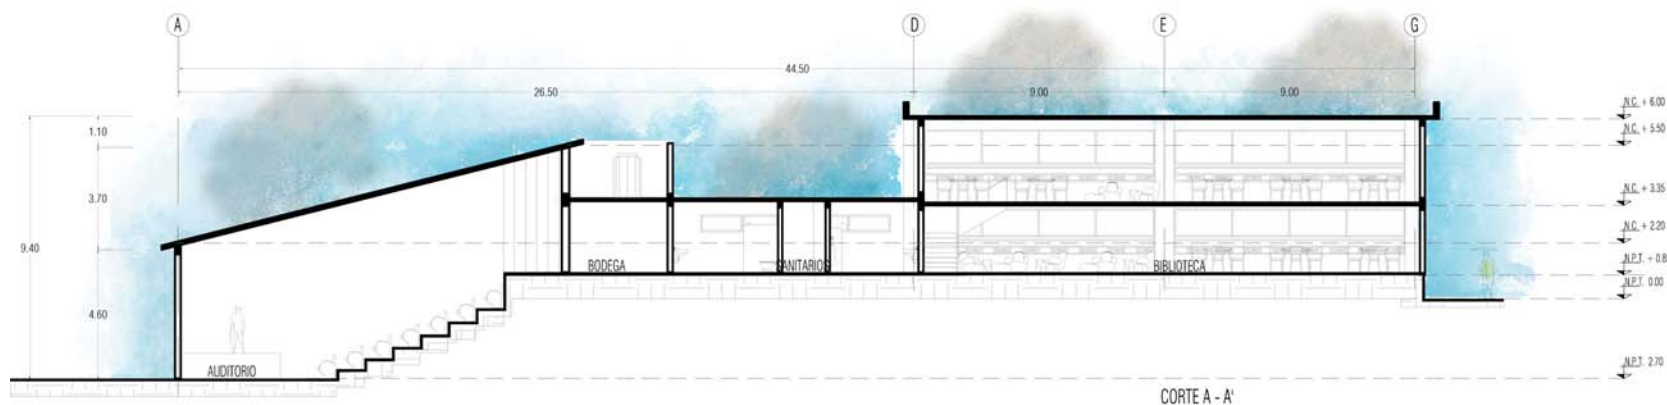 A D E G
44.50
26.50 9.00 9.00
N.C. + 6.00
1.10
N.C. + 5.50
3.70
N.C. + 3.35
9.40
N.C. + 2.20
BODEGA SANITARIOS BIBLIOTECA
N.P.T. + 0.8
N.P.T. 0.00
4.60
AUDITORIO
N.P.T. 2.70
CORTE A - A'